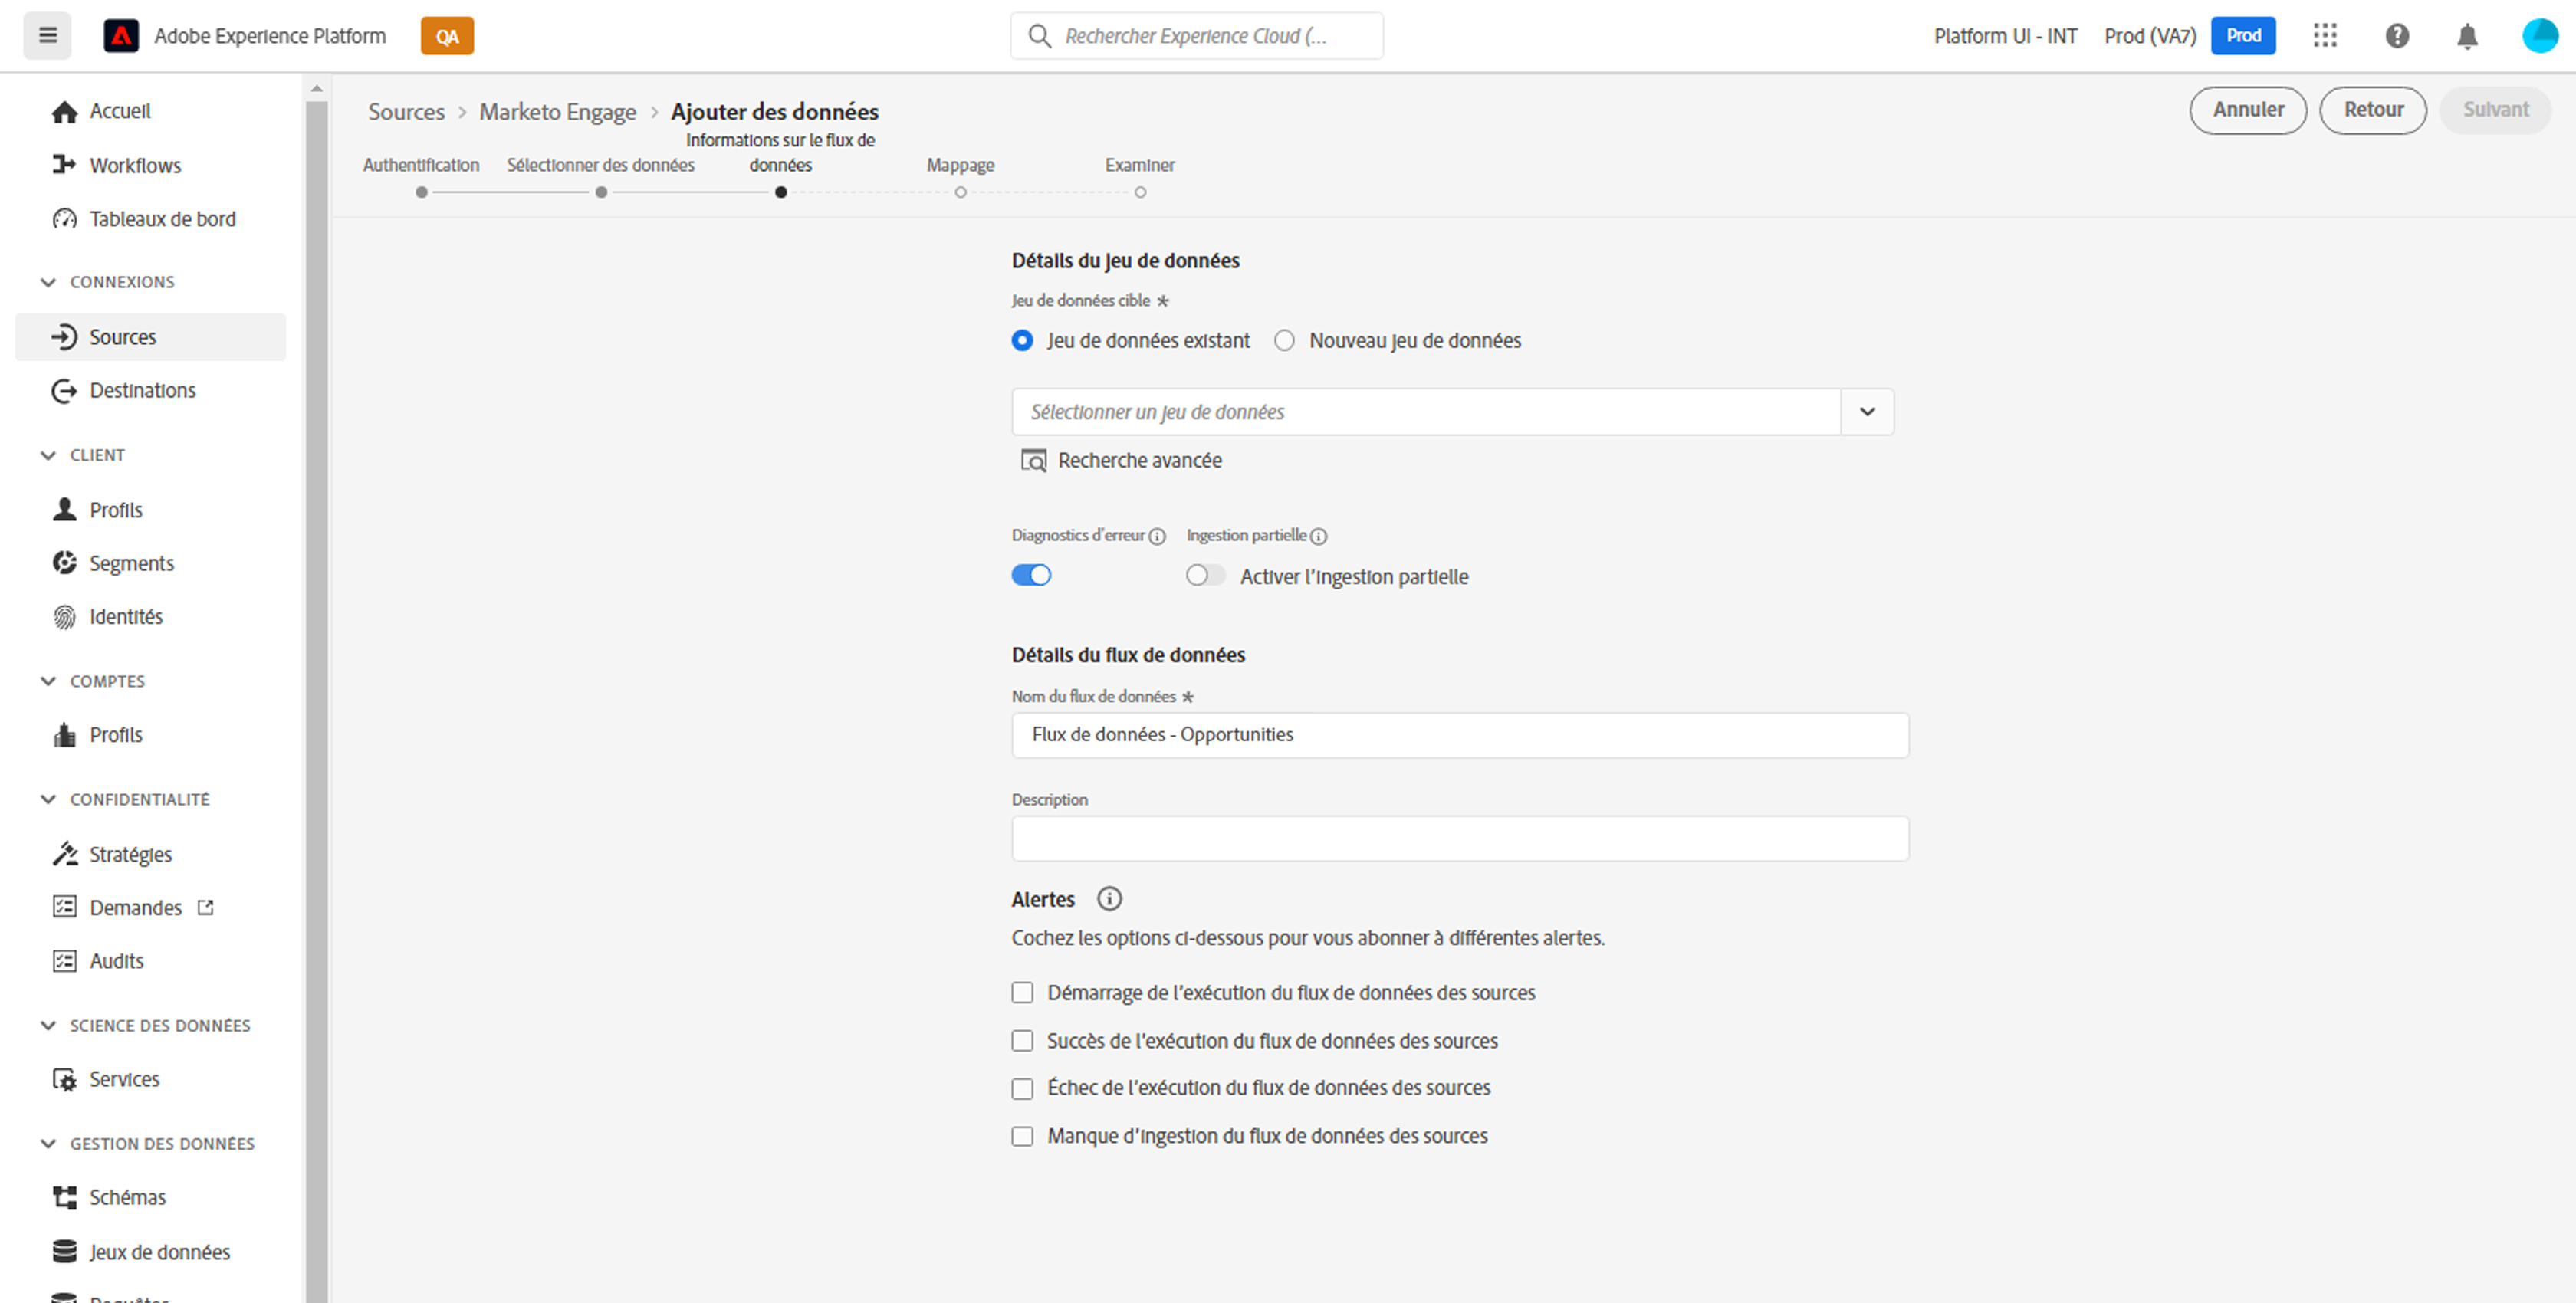 Adobe Experience Platform
QA
Rechercher Experience Cloud (...
Platform UI - INT
Prod (VA7)
Prod
Accueil
Workflows
Tableaux de bord
CONNEXIONS
Sources
Destinations
CLIENT
Profils
Segments
Identités
COMPTES
Profils
CONFIDENTIALITÉ
Stratégies
Demandes
Audits
SCIENCE DES DONNÉES
Services
GESTION DES DONNÉES
Schémas
Jeux de données
Sources > Marketo Engage > Ajouter des données
Annuler
Retour
Suivant
Authentification
Sélectionner des données
Informations sur le flux de
données
Mappage
Examiner
Détails du jeu de données
Jeu de données cible *
Jeu de données existant
Nouveau jeu de données
Sélectionner un jeu de données
Recherche avancée
Diagnostics d'erreur
Ingestion partielle
Activer l'ingestion partielle
Détails du flux de données
Nom du flux de données *
Flux de données - Opportunities
Description
Alertes
Cochez les options ci-dessous pour vous abonner à différentes alertes.
Démarrage de l'exécution du flux de données des sources
Succès de l'exécution du flux de données des sources
Échec de l'exécution du flux de données des sources
Manque d'ingestion du flux de données des sources